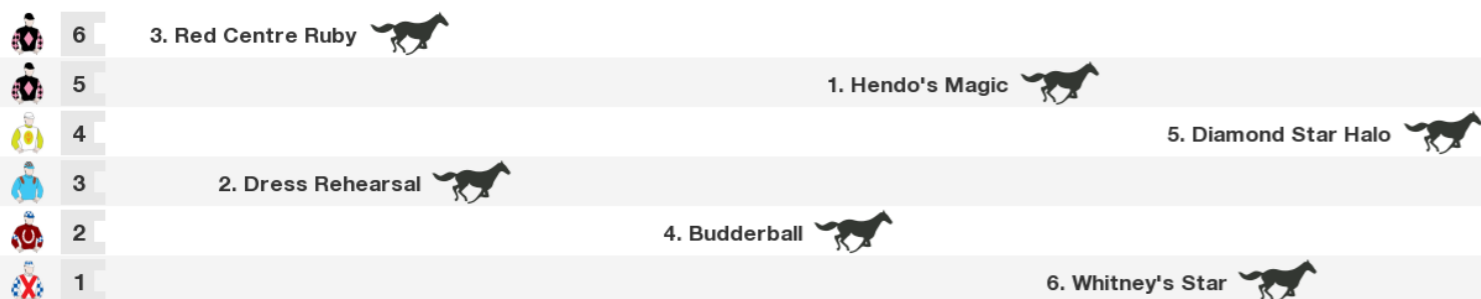 6 3. Red Centre Ruby
5 1. Hendo's Magic
4 5. Diamond Star Halo
3 2. Dress Rehearsal
2 4. Budderball
1 6. Whitney's Star